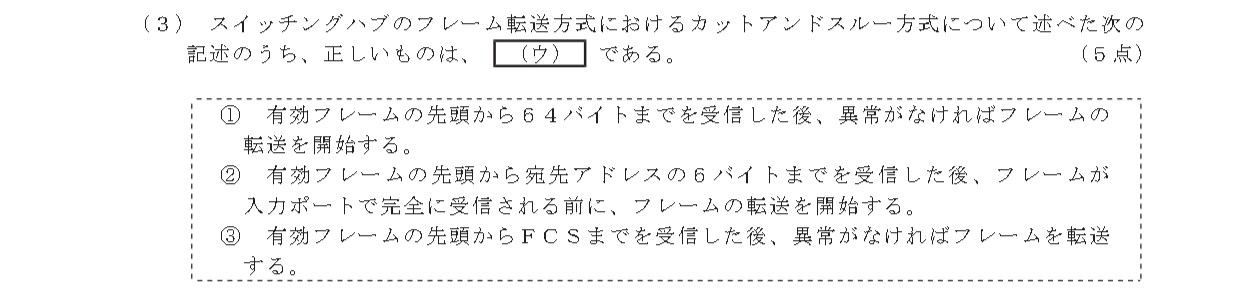 （３） スイッチングハブのフレーム転送方式におけるカットアンドスルー方式について述べた次の
記述のうち、正しいものは、 （ウ） である。 （５点）
① 有効フレームの先頭から６４バイトまでを受信した後、異常がなければフレームの
転送を開始する。
② 有効フレームの先頭から宛先アドレスの６バイトまでを受信した後、フレームが
入力ポートで完全に受信される前に、フレームの転送を開始する。
③ 有効フレームの先頭からＦＣＳまでを受信した後、異常がなければフレームを転送
する。